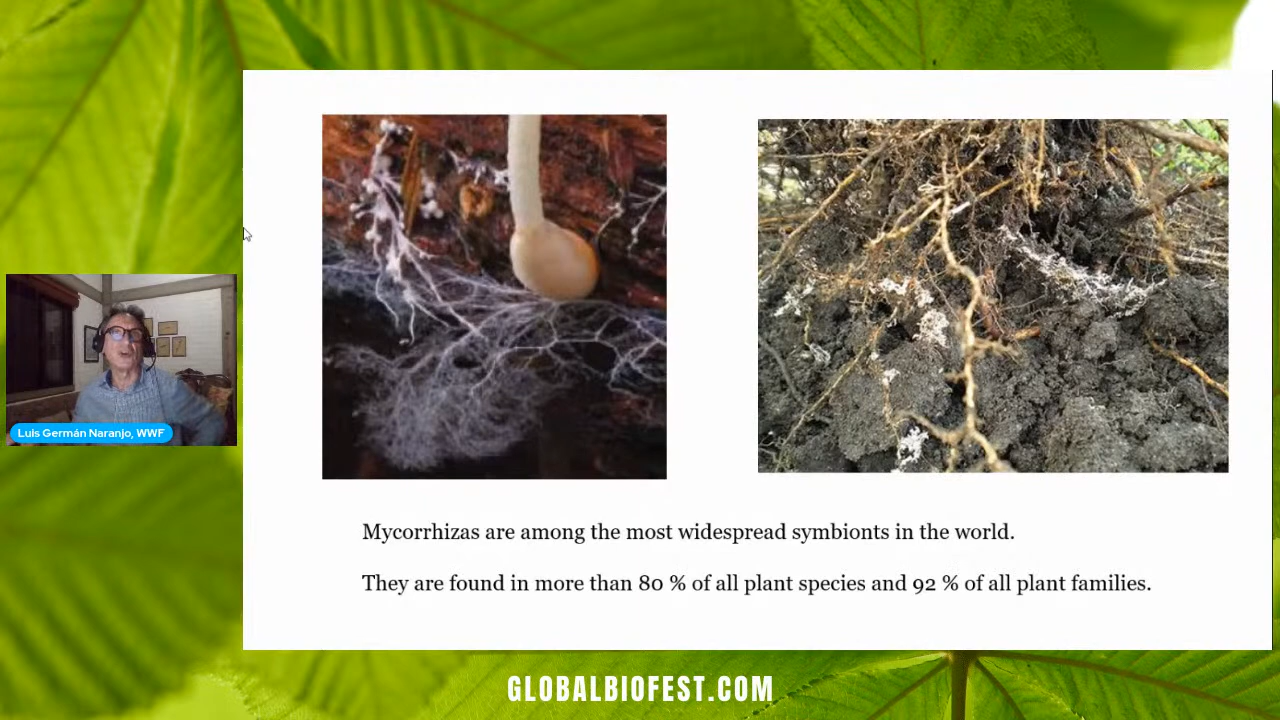 Mycorrhizas are among the most widespread symbionts in the world.
They are found in more than 80 % of all plant species and 92 % of all plant families.
Luis Germán Naranjo, WWF
GLOBALBIOFEST.COM